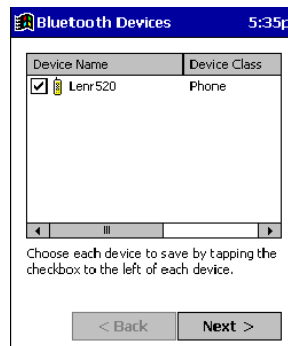 Bluetooth Devices 5:35p
Device Name Device Class
Lenr520 Phone
Choose each device to save by tapping the
checkbox to the left of each device.
< Back Next >